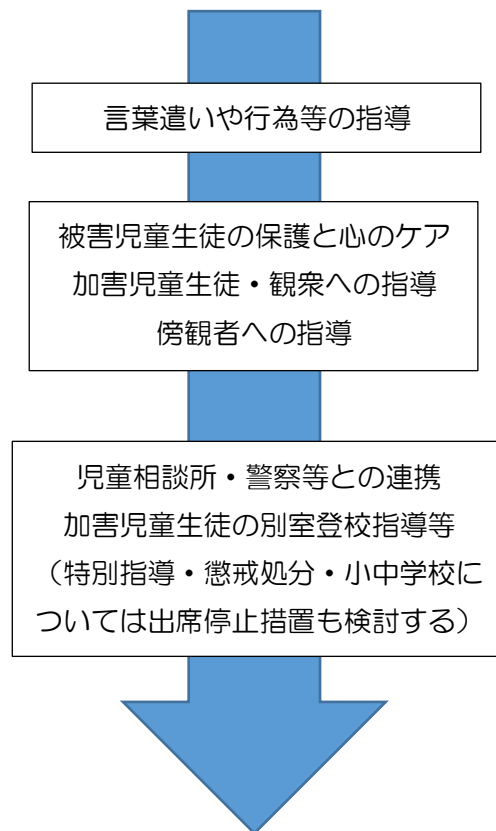 言葉遣いや行為等の指導
被害児童生徒の保護と心のケア
加害児童生徒・観衆への指導
傍観者への指導
児童相談所・警察等との連携
加害児童生徒の別室登校指導等
（特別指導・懲戒処分・小中学校に
ついては出席停止措置も検討する）